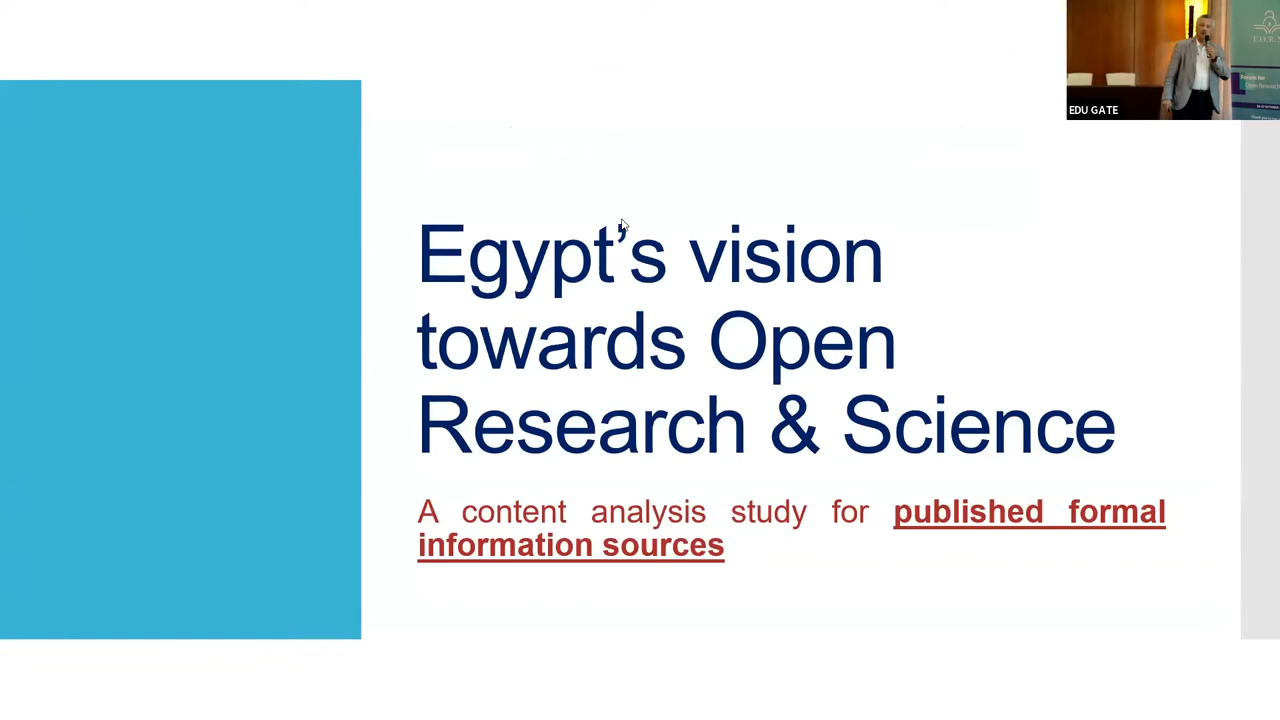 EDU GATE
Egypt’s vision
towards Open
Research & Science
A content analysis study for published formal
information sources